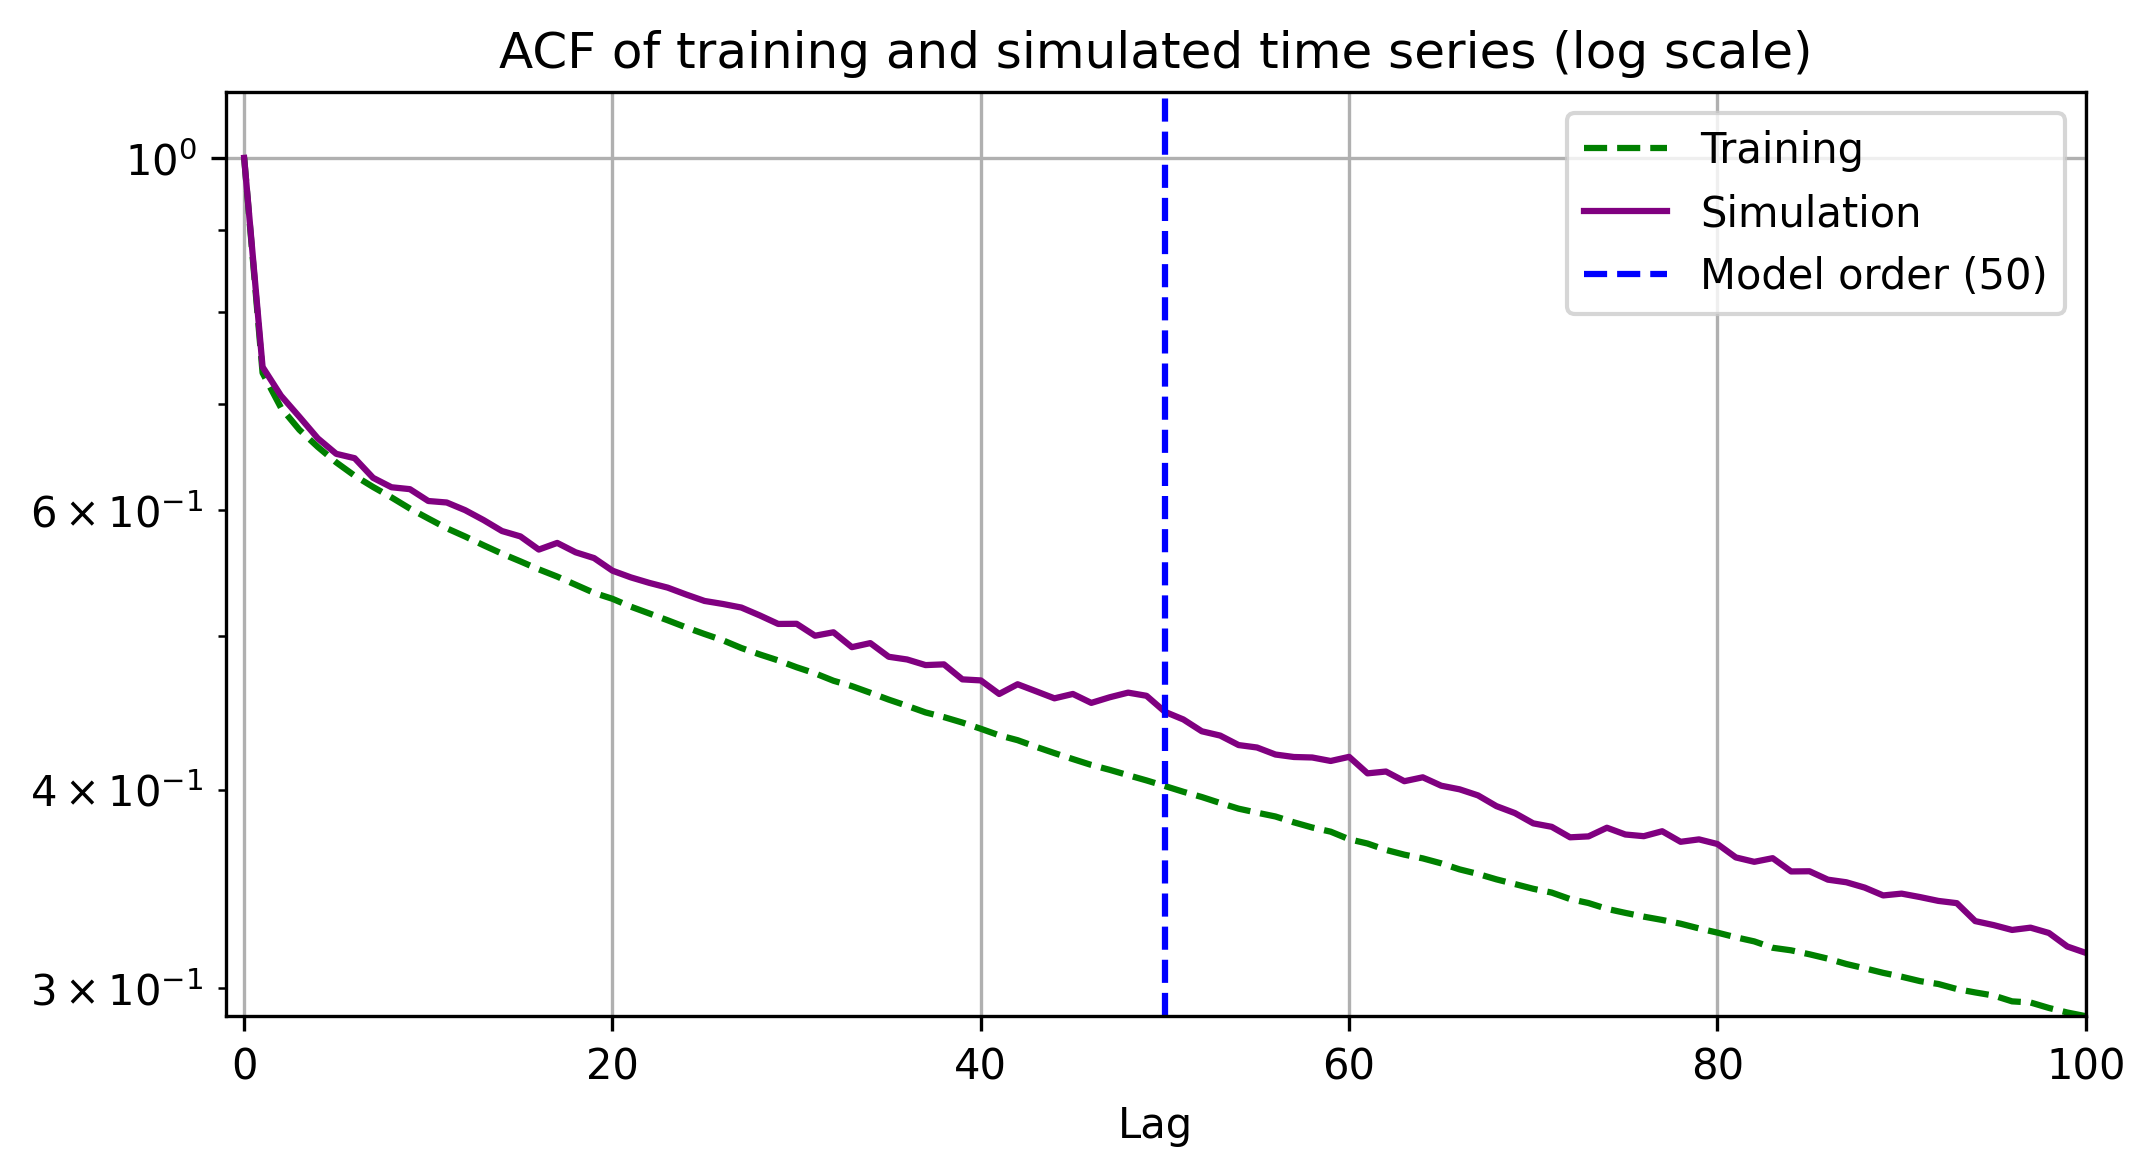 ACF of training and simulated time series (log scale)
10⁰
6 × 10⁻¹
4 × 10⁻¹
3 × 10⁻¹
Training
Simulation
Model order (50)
0 20 40 60 80 100
Lag